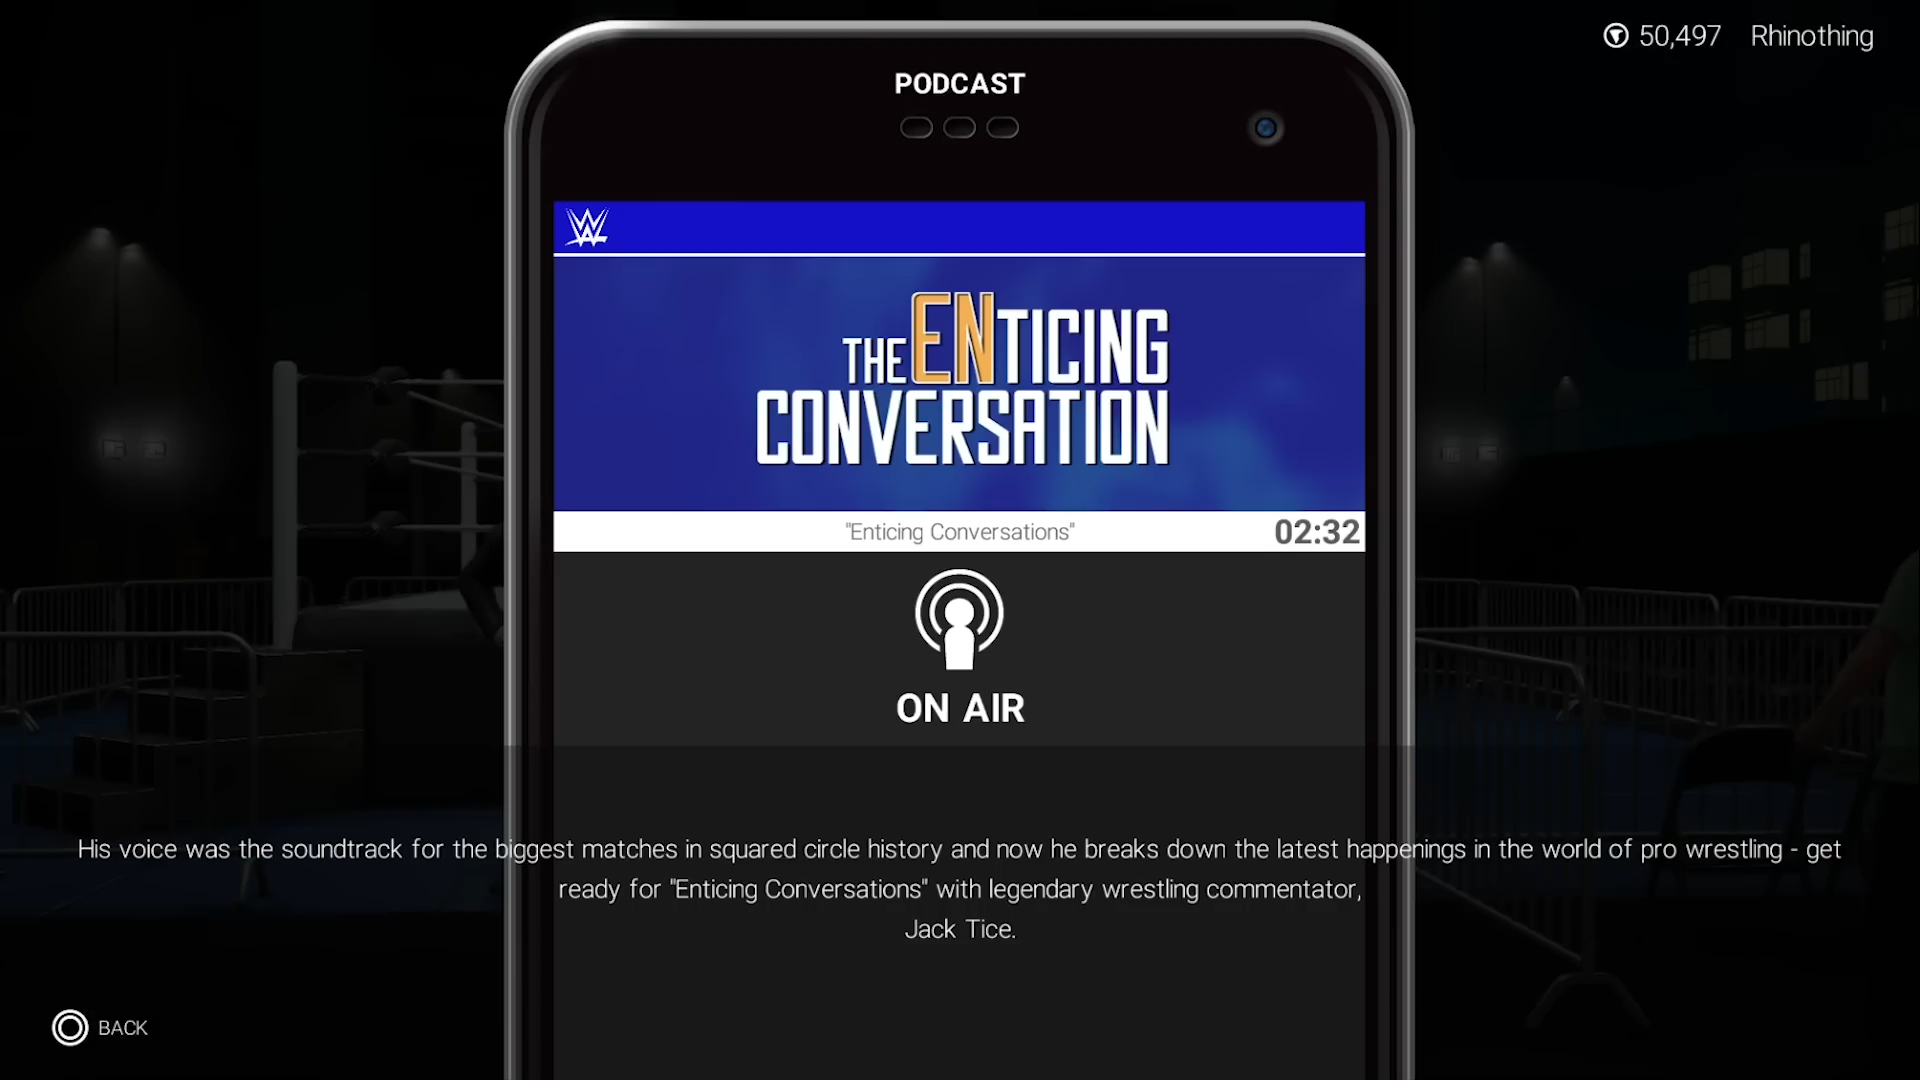 50,497 Rhinothing
PODCAST
W
THE ENTICING
CONVERSATION
"Enticing Conversations" 02:32
ON AIR
His voice was the soundtrack for the biggest matches in squared circle history and now he breaks down the latest happenings in the world of pro wrestling - get
ready for "Enticing Conversations" with legendary wrestling commentator,
Jack Tice.
BACK